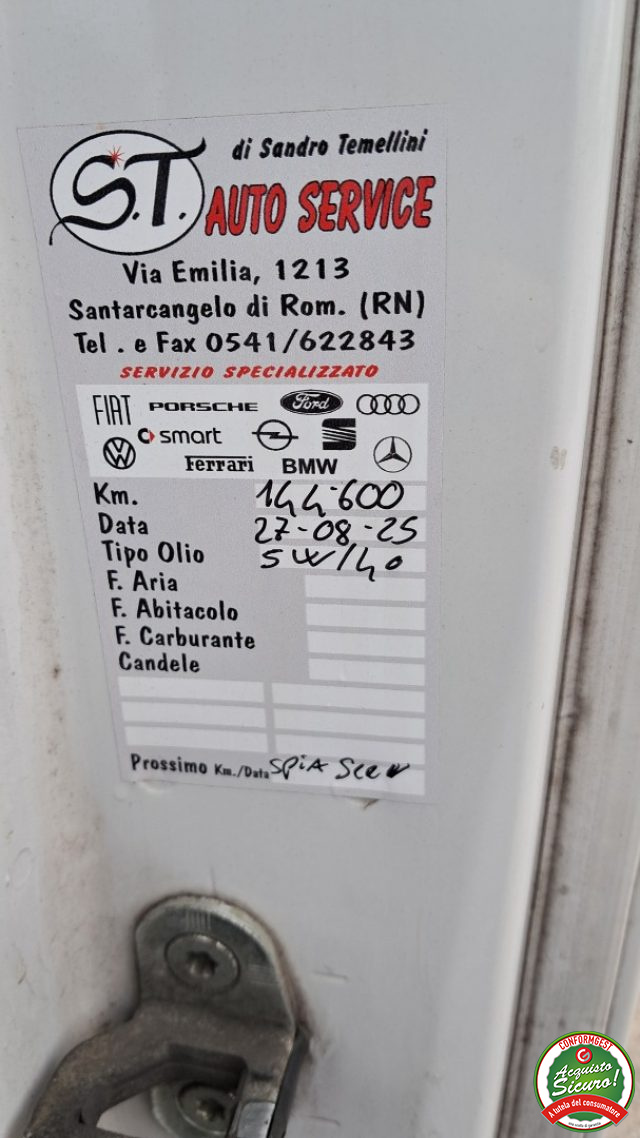 S.T.
di Sandro Temellini
AUTO SERVICE
Via Emilia, 1213
Santarcangelo di Rom. (RN)
Tel . e Fax 0541/622843
SERVIZIO SPECIALIZZATO
FIAT PORSCHE Ford
smart
Ferrari BMW
Km. 144-600
Data 27-08-25
Tipo Olio 5W/40
F. Aria
F. Abitacolo
F. Carburante
Candele
Prossimo Km./Data SPIA
CONFORMGEST
Acquisto
Sicuro!
A tutela del consumatore